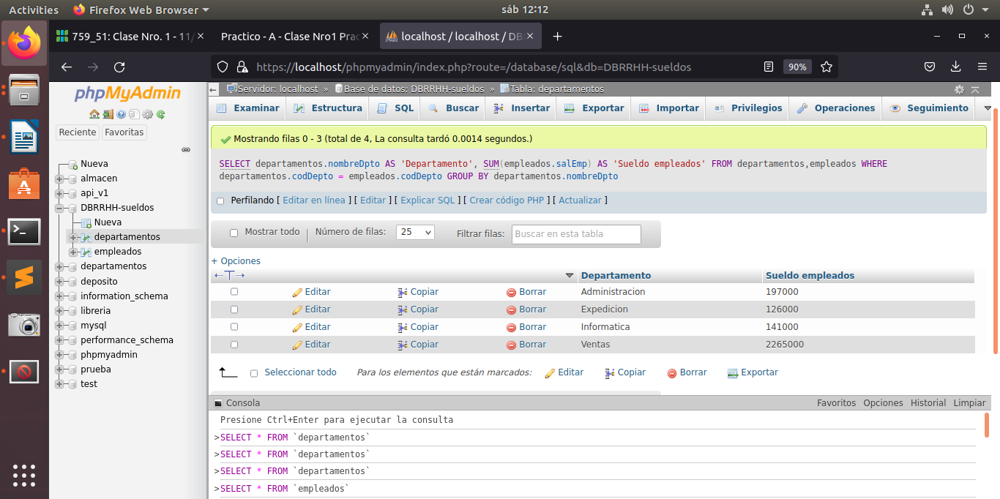 Activities Firefox Web Browser sáb 12:12
759_51: Clase Nro. 1 - 11/ Practico - A - Clase Nro1 Prac localhost / localhost / DB
https://localhost/phpmyadmin/index.php?route=/database/sql&db=DBRRHH-sueldos 90%
phpMyAdmin
Reciente Favoritas
Nueva
almacen
api_v1
DBRRHH-sueldos
Nueva
departamentos
empleados
departamentos
deposito
information_schema
libreria
mysql
performance_schema
phpmyadmin
prueba
test
Servidor: localhost » Base de datos: DBRRHH-sueldos » Tabla: departamentos
Examinar Estructura SQL Buscar Insertar Exportar Importar Privilegios Operaciones Seguimiento
Mostrando filas 0 - 3 (total de 4, La consulta tardó 0.0014 segundos.)
SELECT departamentos.nombreDpto AS 'Departamento', SUM(empleados.salEmp) AS 'Sueldo empleados' FROM departamentos,empleados WHERE
departamentos.codDepto = empleados.codDepto GROUP BY departamentos.nombreDpto
Perfilando [ Editar en línea ] [ Editar ] [ Explicar SQL ] [ Crear código PHP ] [ Actualizar ]
Mostrar todo | Número de filas: 25 Filtrar filas: Buscar en esta tabla
+ Opciones
←T→ Departamento Sueldo empleados
Editar Copiar Borrar Administracion 197000
Editar Copiar Borrar Expedicion 126000
Editar Copiar Borrar Informatica 141000
Editar Copiar Borrar Ventas 2265000
Seleccionar todo Para los elementos que están marcados: Editar Copiar Borrar Exportar
Consola Favoritos Opciones Historial Limpiar
Presione Ctrl+Enter para ejecutar la consulta
>SELECT * FROM `departamentos`
>SELECT * FROM `departamentos`
>SELECT * FROM `departamentos`
>SELECT * FROM `empleados`